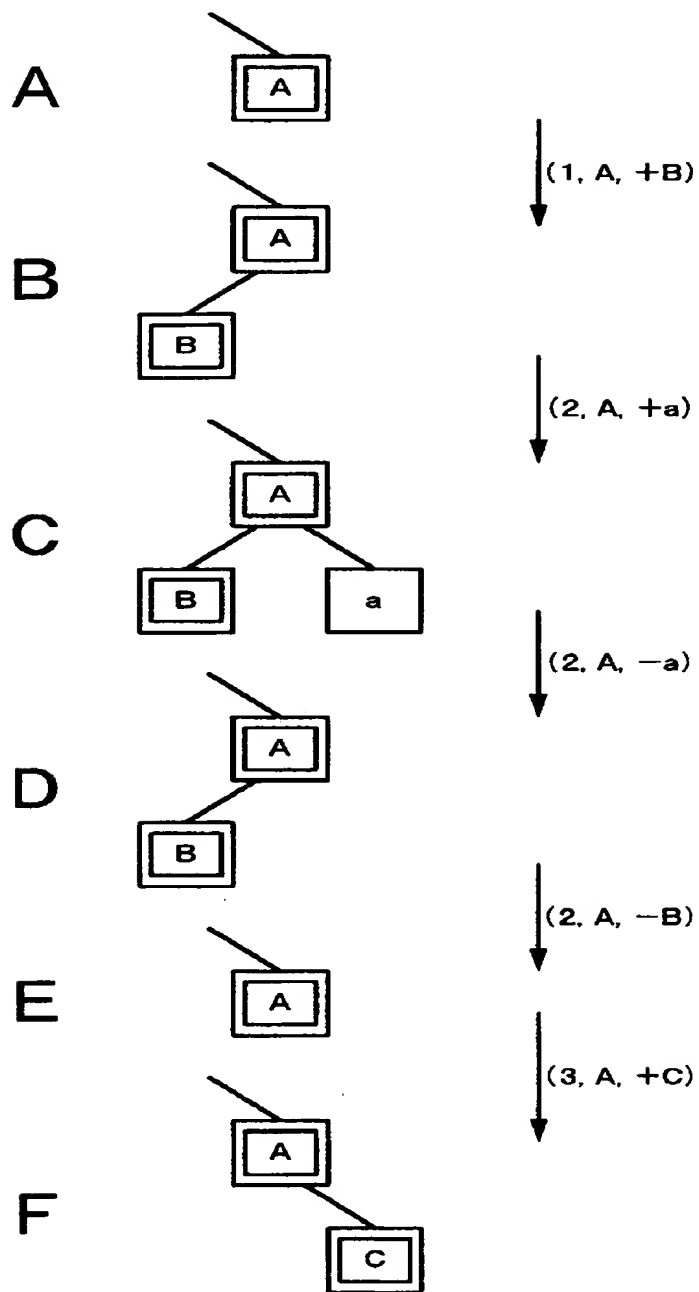 A
A
(1, A, +B)
A
B
B
(2, A, +a)
A
C
B
a
(2, A, −a)
A
D
B
(2, A, −B)
A
E
(3, A, +C)
A
F
C